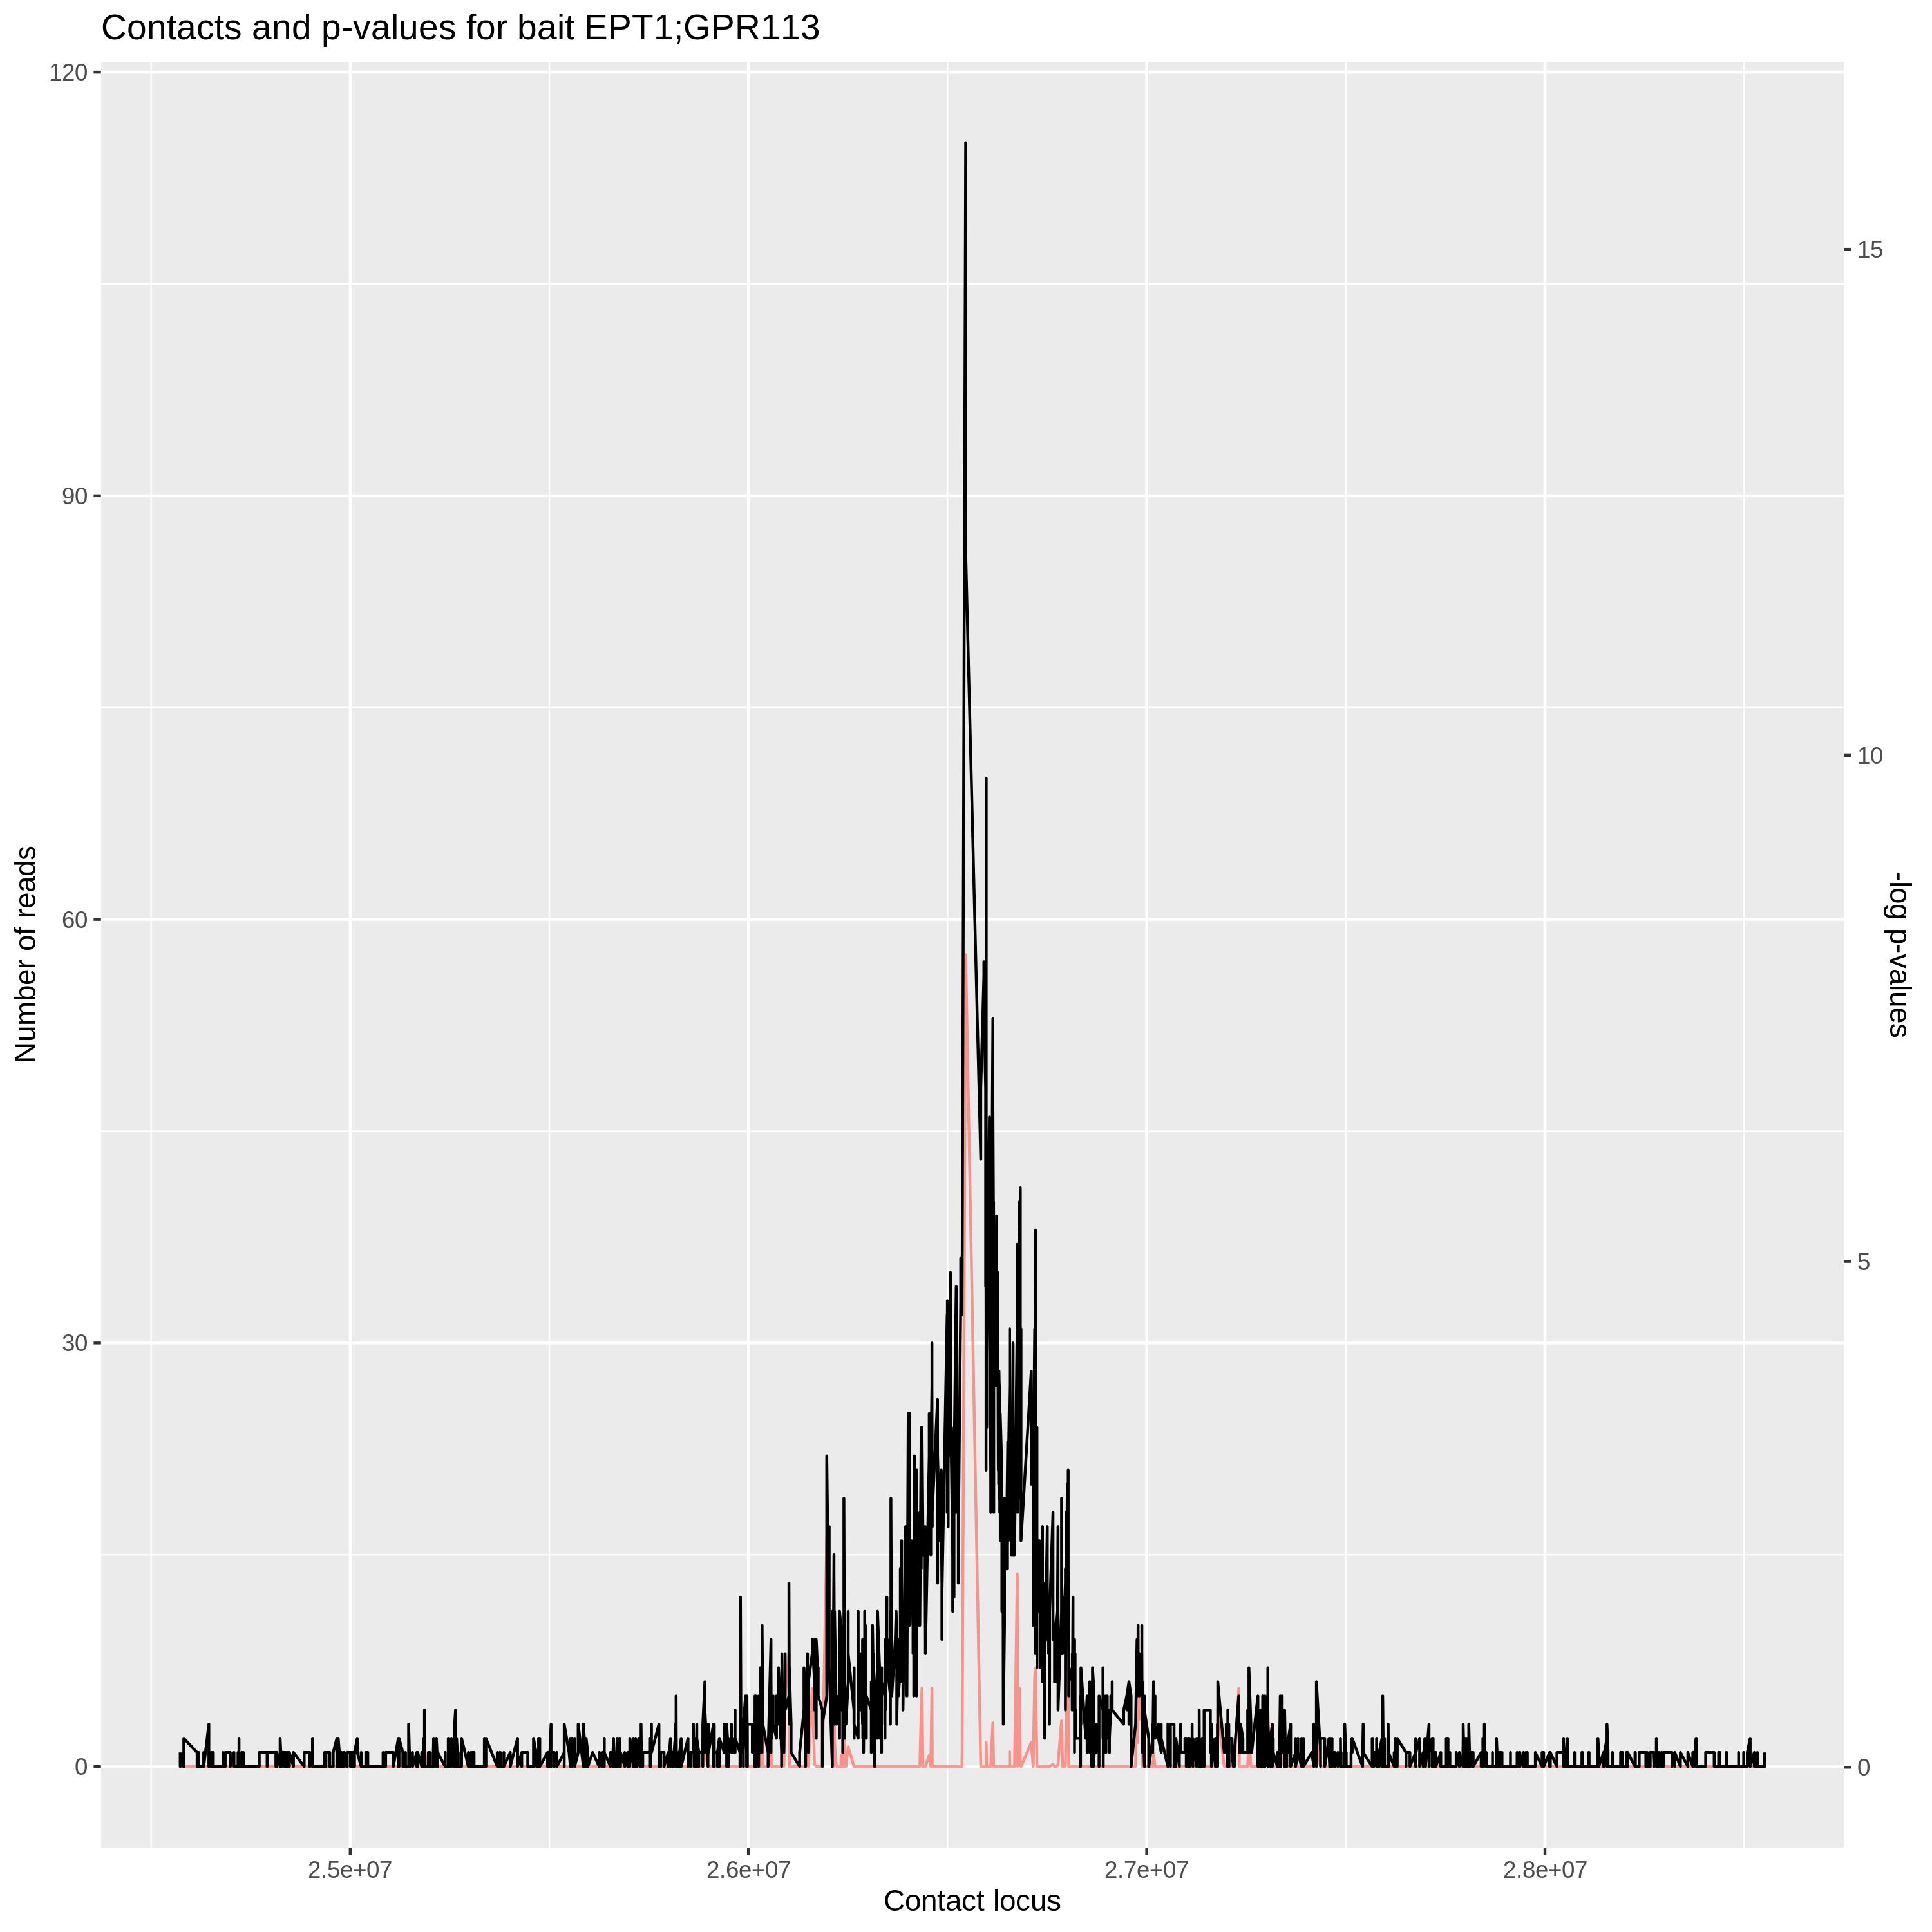 Contacts and p-values for bait EPT1;GPR113
120
90
60
30
0
Number of reads
15
10
5
0
-log p-values
2.5e+07
2.6e+07
2.7e+07
2.8e+07
Contact locus